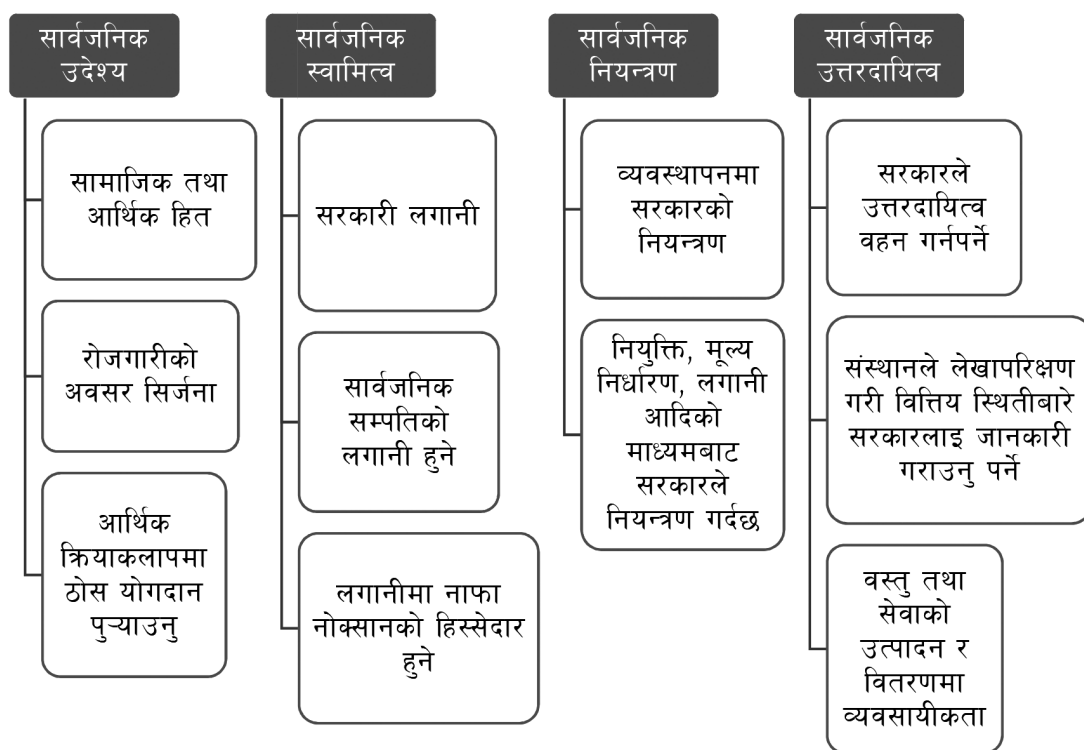 सार्वजनिक
उदेश्य
सामाजिक तथा
आर्थिक हित
रोजगारीको
अवसर सिर्जना
आर्थिक
क्रियाकलापमा
ठोस योगदान
पुऱ्याउनु
सार्वजनिक
स्वामित्व
सरकारी लगानी
सार्वजनिक
सम्पतिको
लगानी हुने
लगानीमा नाफा
नोक्सानको हिस्सेदार
हुने
सार्वजनिक
नियन्त्रण
व्यवस्थापनमा
सरकारको
नियन्त्रण
नियुक्ति, मूल्य
निर्धारण, लगानी
आदिको
माध्यमबाट
सरकारले
नियन्त्रण गर्दछ
सार्वजनिक
उत्तरदायित्व
सरकारले
उत्तरदायित्व
वहन गर्नपर्ने
संस्थानले लेखापरिक्षण
गरी वित्तिय स्थितीबारे
सरकारलाइ जानकारी
गराउनु पर्ने
वस्तु तथा
सेवाको
उत्पादन र
वितरणमा
व्यवसायीकता